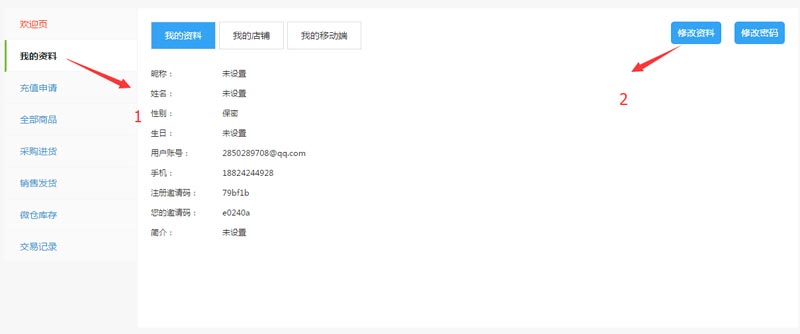 欢迎页
我的资料
充值申请
全部商品
采购进货
销售发货
微仓库存
交易记录
1
我的资料 我的店铺 我的移动端
修改资料 修改密码
2
昵称： 未设置
姓名： 未设置
性别： 保密
生日： 未设置
用户账号： 2850289708@qq.com
手机： 18824244928
注册邀请码： 79bf1b
您的邀请码： e0240a
简介： 未设置